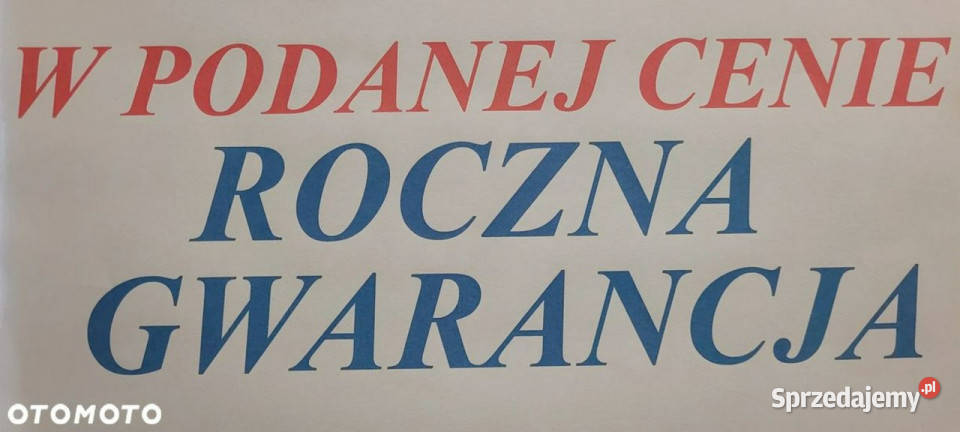 W PODANEJ CENIE
ROCZNA
GWARANCJA
OTOMOTO
Sprzedajemy.pl